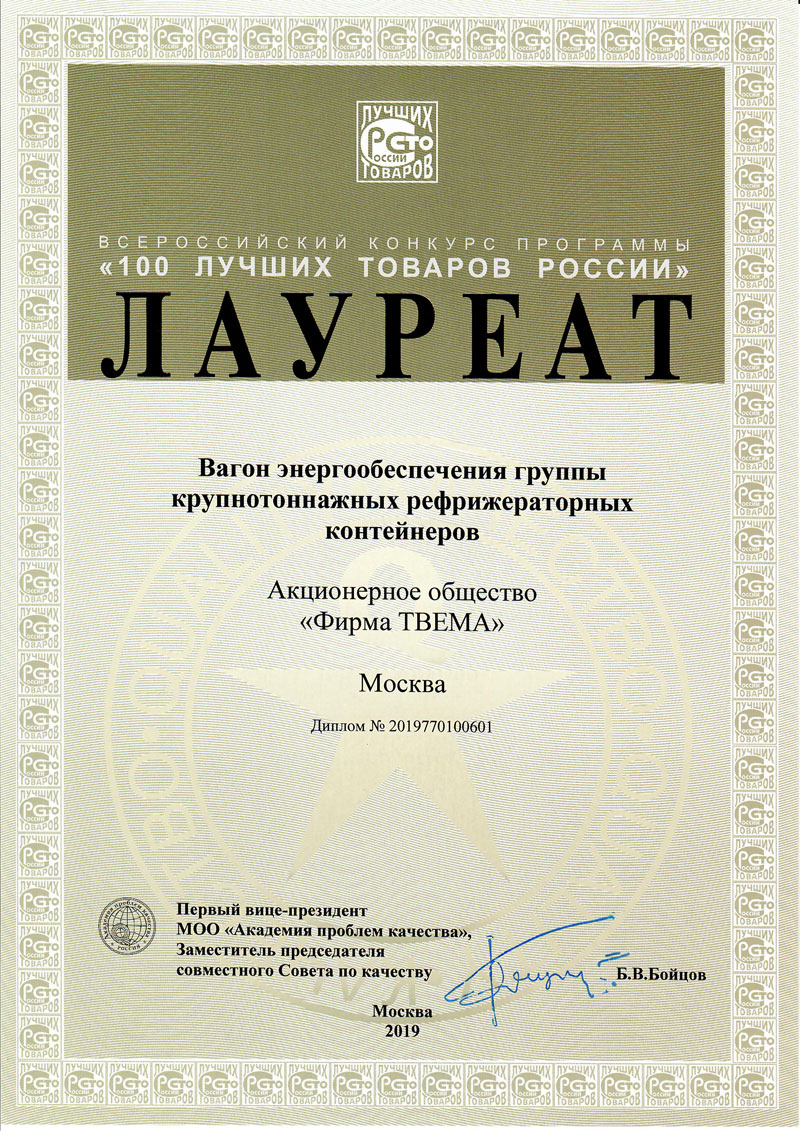 ЛУЧШИХ
РСТО
РОССИИ
ТОВАРОВ
ВСЕРОССИЙСКИЙ КОНКУРС ПРОГРАММЫ
«100 ЛУЧШИХ ТОВАРОВ РОССИИ»
ЛАУРЕАТ
Вагон энергообеспечения группы
крупнотоннажных рефрижераторных
контейнеров
Акционерное общество
«Фирма ТВЕМА»
Москва
Диплом № 2019770100601
Первый вице-президент
МОО «Академия проблем качества»,
Заместитель председателя
совместного Совета по качеству
Б.В.Бойцов
Москва
2019